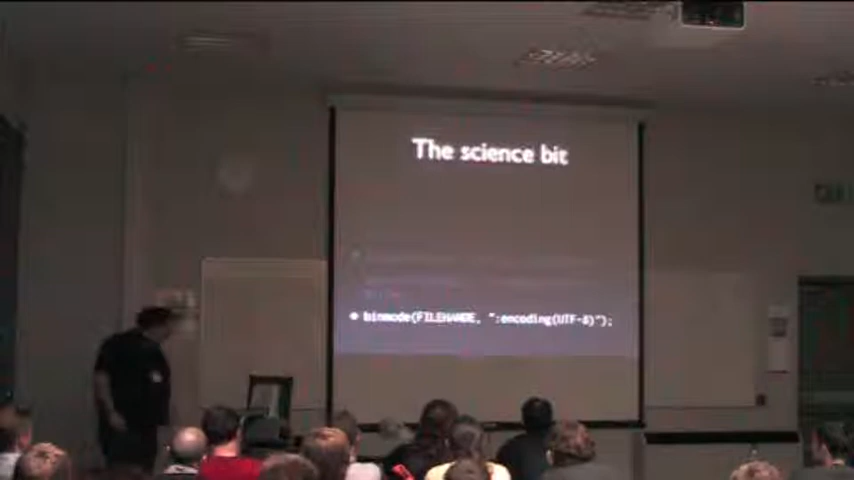 The science bit
• binmode(FILEHANDE, ":encoding(UTF-8)");